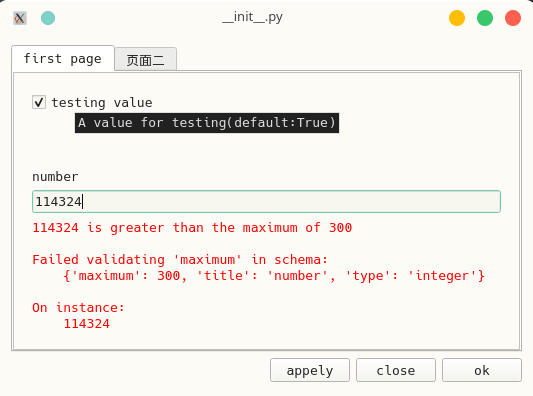 __init__.py
first page
页面二
testing value
A value for testing(default:True)
number
114324
114324 is greater than the maximum of 300
Failed validating 'maximum' in schema:
{'maximum': 300, 'title': 'number', 'type': 'integer'}
On instance:
114324
appely
close
ok